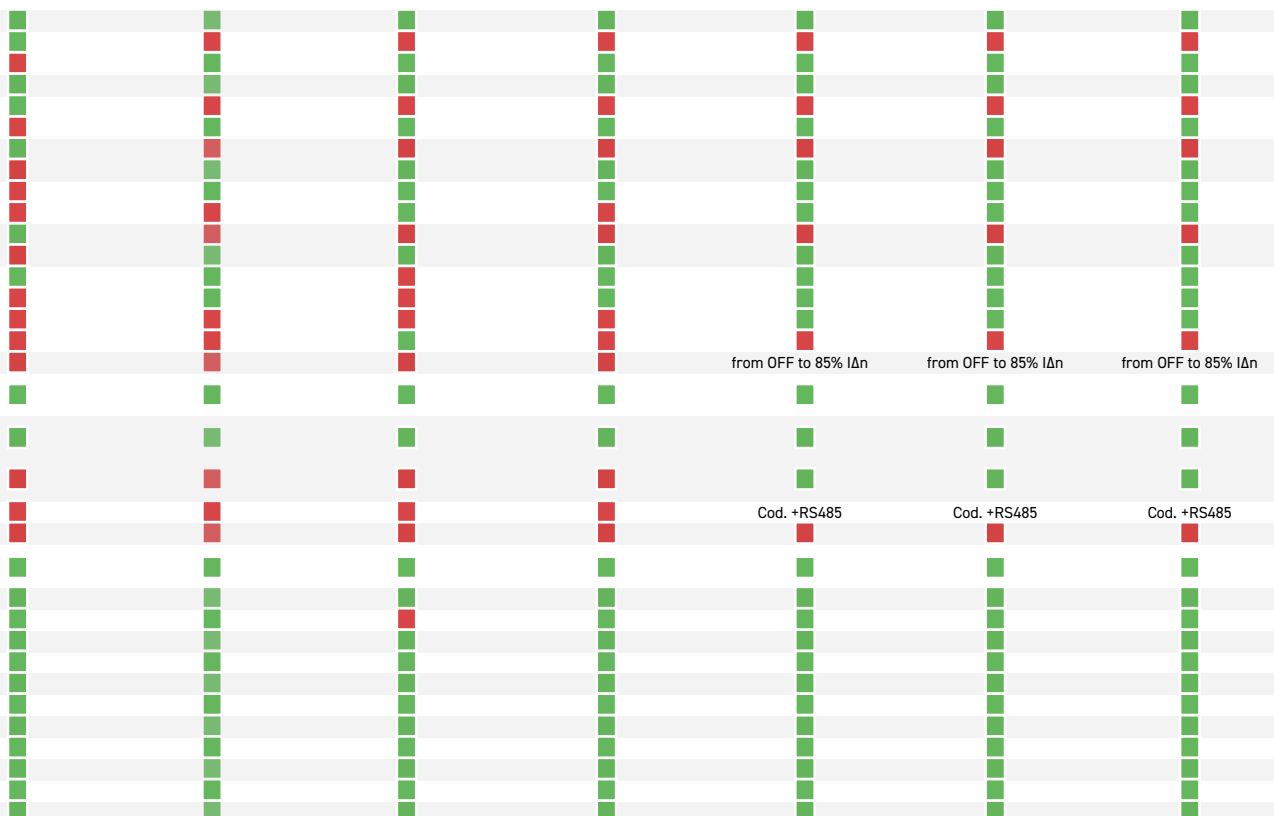 from OFF to 85% IΔn from OFF to 85% IΔn from OFF to 85% IΔn
Cod. +RS485 Cod. +RS485 Cod. +RS485